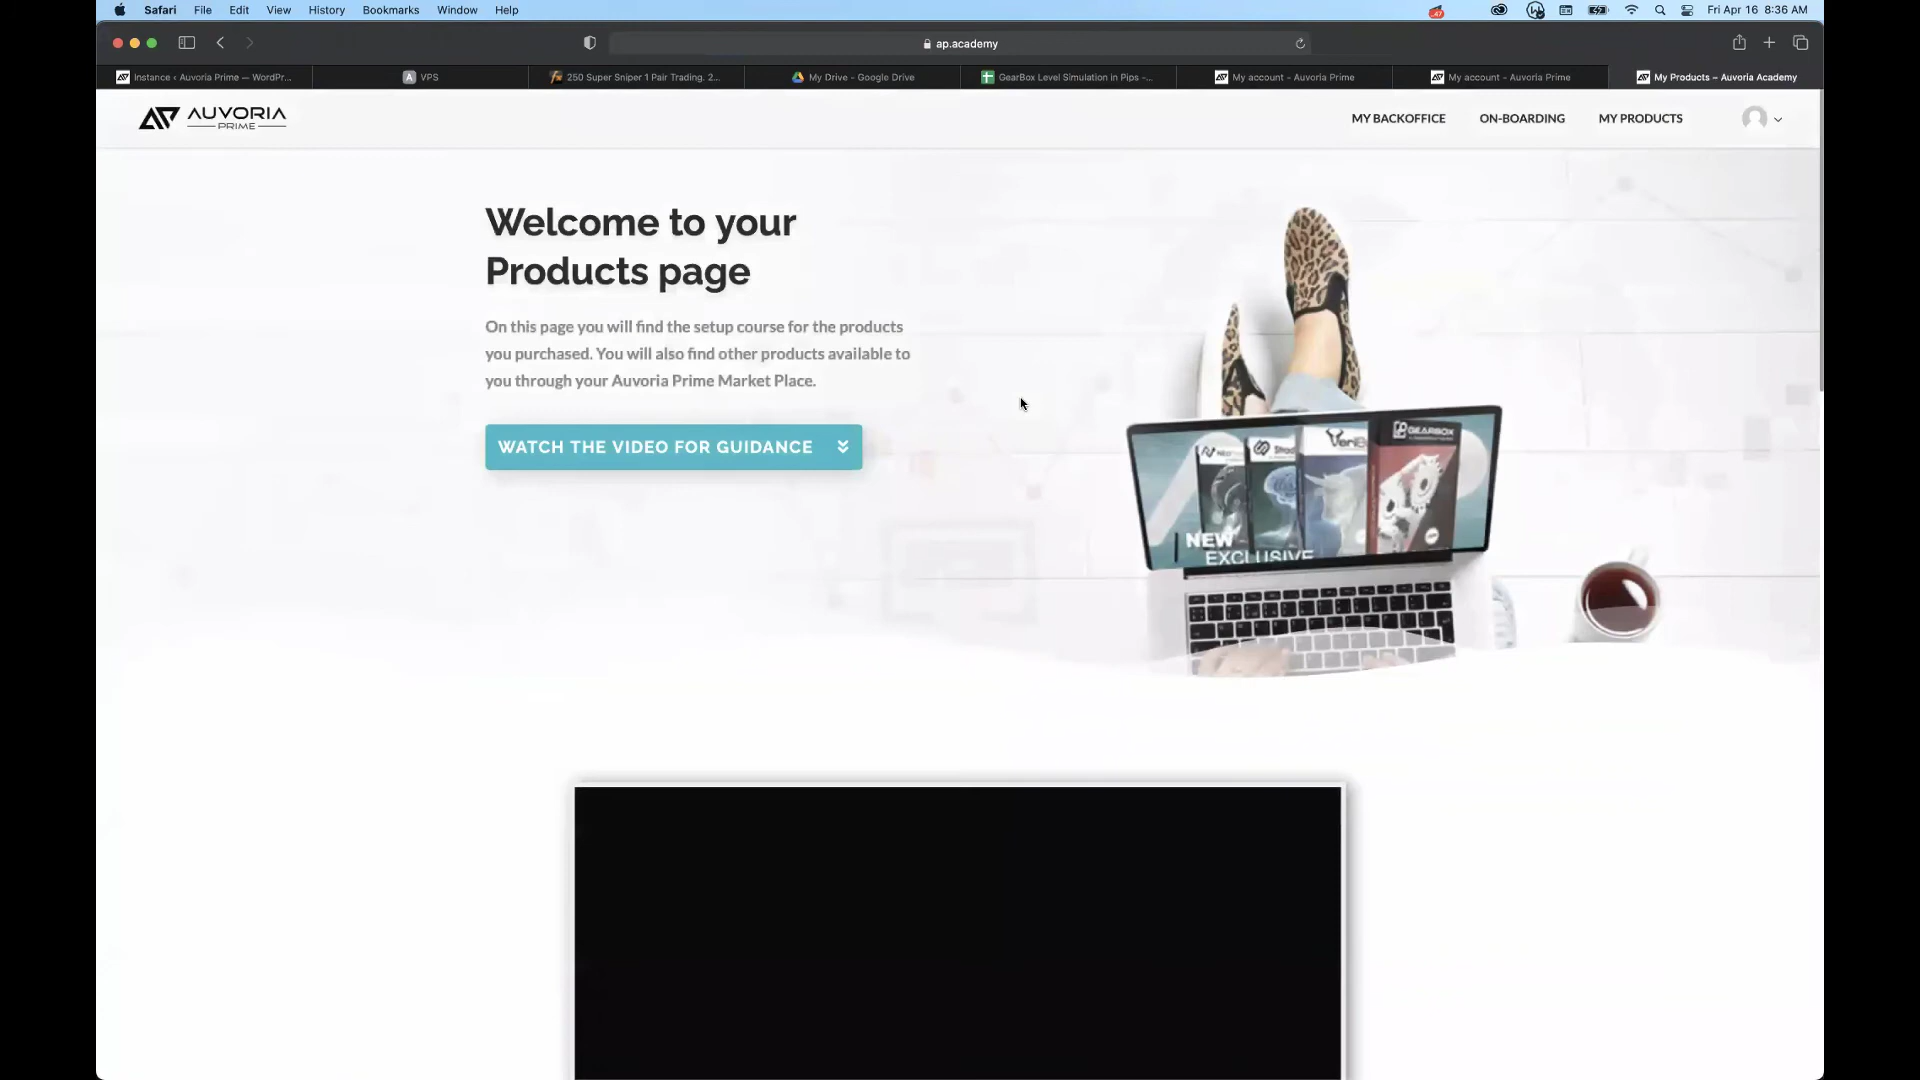 Safari File Edit View History Bookmarks Window Help
Fri Apr 16 8:36 AM
ap.academy
Instance ‹ Auvoria Prime — WordPr...
VPS
250 Super Sniper 1 Pair Trading. 2...
My Drive - Google Drive
GearBox Level Simulation in Pips -...
My account - Auvoria Prime
My account - Auvoria Prime
My Products – Auvoria Academy
AUVORIA
PRIME
MY BACKOFFICE
ON-BOARDING
MY PRODUCTS
Welcome to your
Products page
On this page you will find the setup course for the products
you purchased. You will also find other products available to
you through your Auvoria Prime Market Place.
WATCH THE VIDEO FOR GUIDANCE
GEARBOX
NEW
EXCLUSIVE